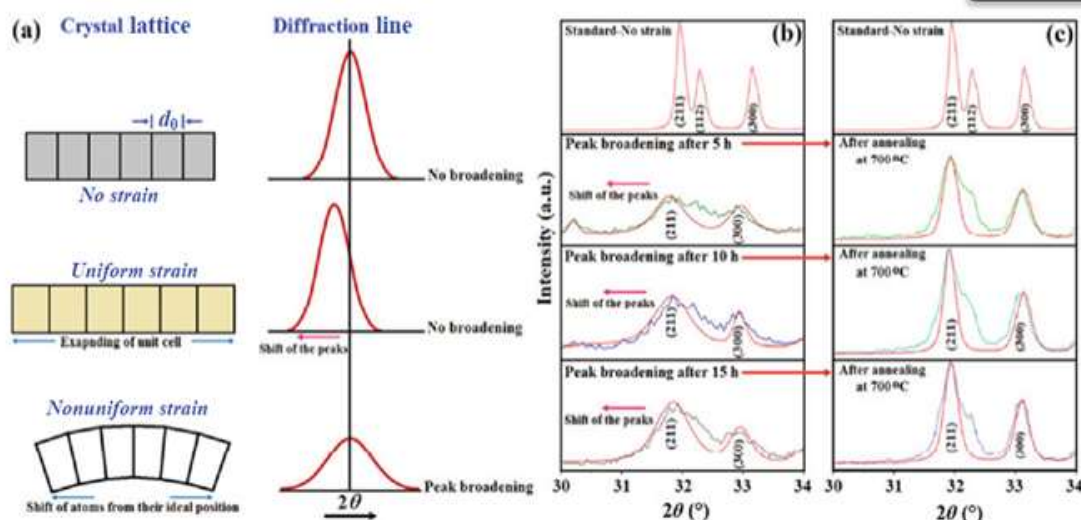 (a) Crystal lattice
Diffraction line
d0
No strain
No broadening
Uniform strain
Exapnding of unit cell
No broadening
Shift of the peaks
Nonuniform strain
Shift of atoms from their ideal position
Peak broadening
2θ
Intensity (a.u.)
Standard-No strain
(b)
(211)
(112)
(300)
Peak broadening after 5 h
Shift of the peaks
(211)
(300)
Peak broadening after 10 h
Shift of the peaks
(211)
(300)
Peak broadening after 15 h
Shift of the peaks
(211)
(300)
30 31 32 33 34
2θ (°)
Standard-No strain
(c)
(211)
(112)
(300)
After annealing
at 700 °C
After annealing
at 700 °C
(211)
(300)
After annealing
at 700 °C
(211)
(300)
30 31 32 33 34
2θ (°)